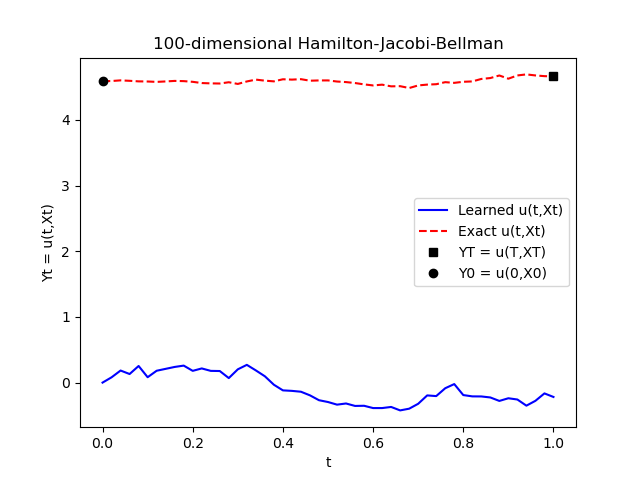 100-dimensional Hamilton-Jacobi-Bellman
Yt = u(t,Xt)
4
3
2
1
0
Learned u(t,Xt)
Exact u(t,Xt)
YT = u(T,XT)
Y0 = u(0,X0)
0.0 0.2 0.4 0.6 0.8 1.0
t